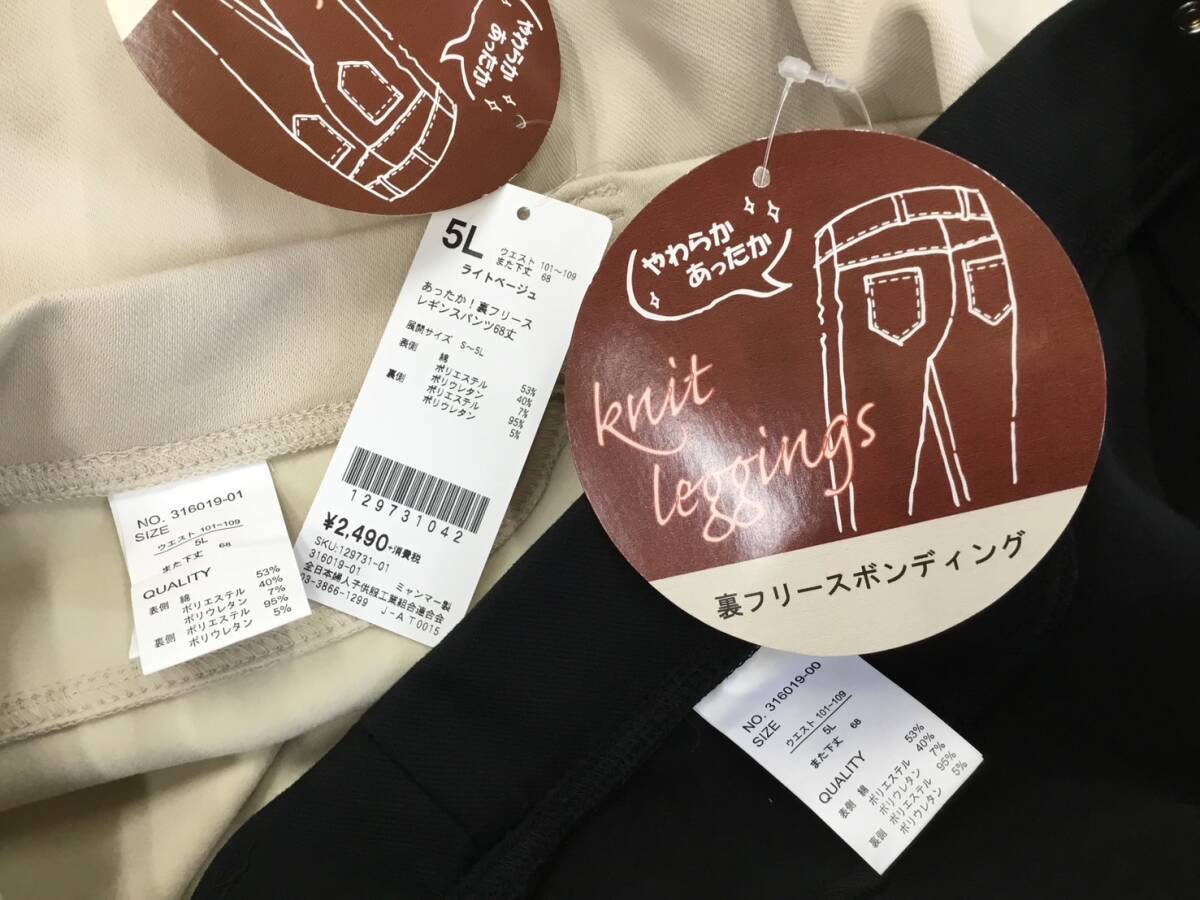 やわらか
あったか
5L
ウエスト 101~109
また下丈 68
ライトベージュ
あったか!裏フリース
レギンスパンツ68丈
展開サイズ S~5L
表側 綿 53%
ポリエステル 40%
ポリウレタン 7%
裏側 ポリエステル 95%
ポリウレタン 5%
129731042
¥2,490+消費税
SKU:129731-01
316019-01 ミャンマー製
全日本婦人子供服工業組合連合会
03-3866-1299 J-A T0015
NO. 316019-01
SIZE
ウエスト 101~109
5L
また下丈 68
QUALITY
表側 綿 53%
ポリエステル 40%
ポリウレタン 7%
裏側 ポリエステル 95%
ポリウレタン 5%
やわらか
あったか
knit
leggings
裏フリースボンディング
NO. 316019-00
SIZE
ウエスト 101~109
5L
また下丈 68
QUALITY
表側 綿 53%
ポリエステル 40%
ポリウレタン 7%
裏側 ポリエステル 95%
ポリウレタン 5%